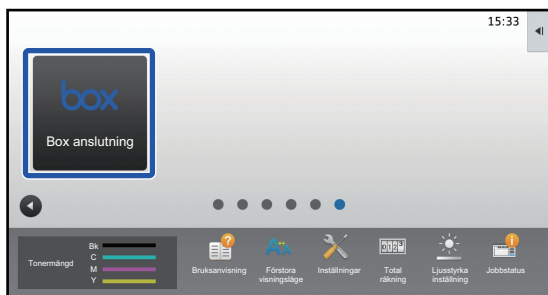 15:33
box
Box anslutning
Tonermängd
Bk
C
M
Y
Bruksanvisning
Förstora
visningsläge
Inställningar
Total
räkning
Ljusstyrka
inställning
Jobbstatus